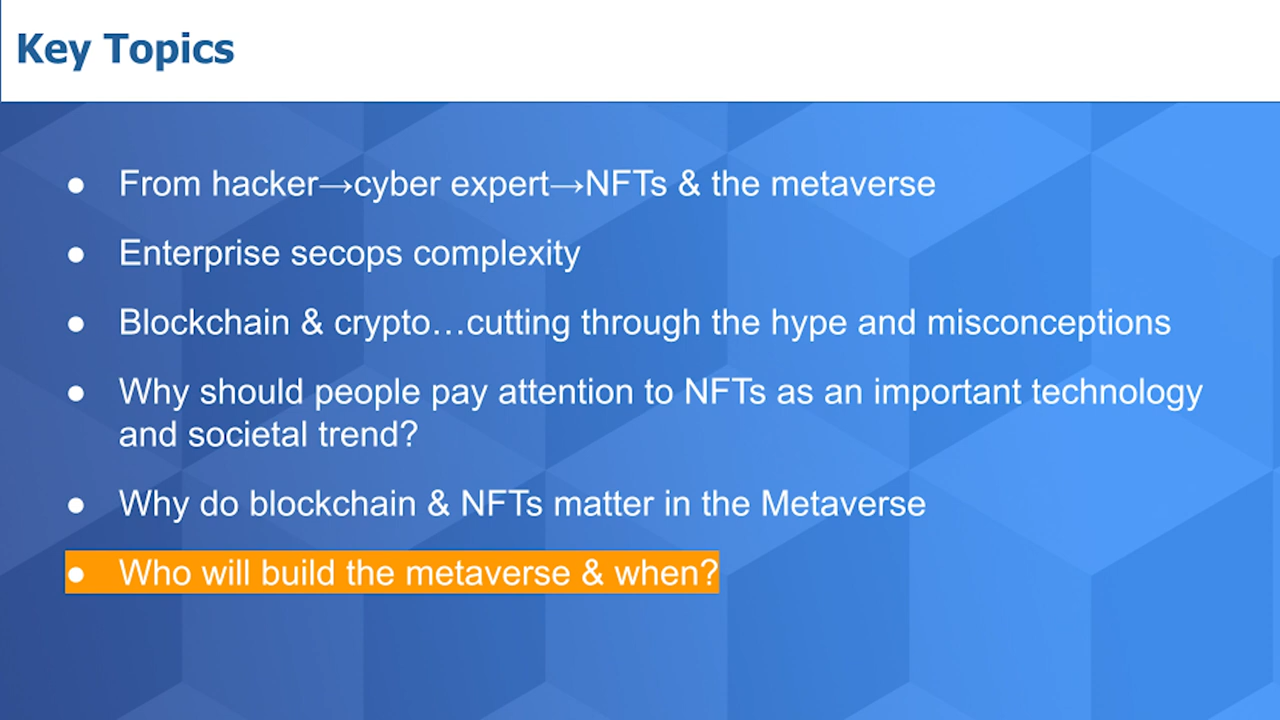 Key Topics
● From hacker→cyber expert→NFTs & the metaverse
● Enterprise secops complexity
● Blockchain & crypto…cutting through the hype and misconceptions
● Why should people pay attention to NFTs as an important technology
and societal trend?
● Why do blockchain & NFTs matter in the Metaverse
● Who will build the metaverse & when?